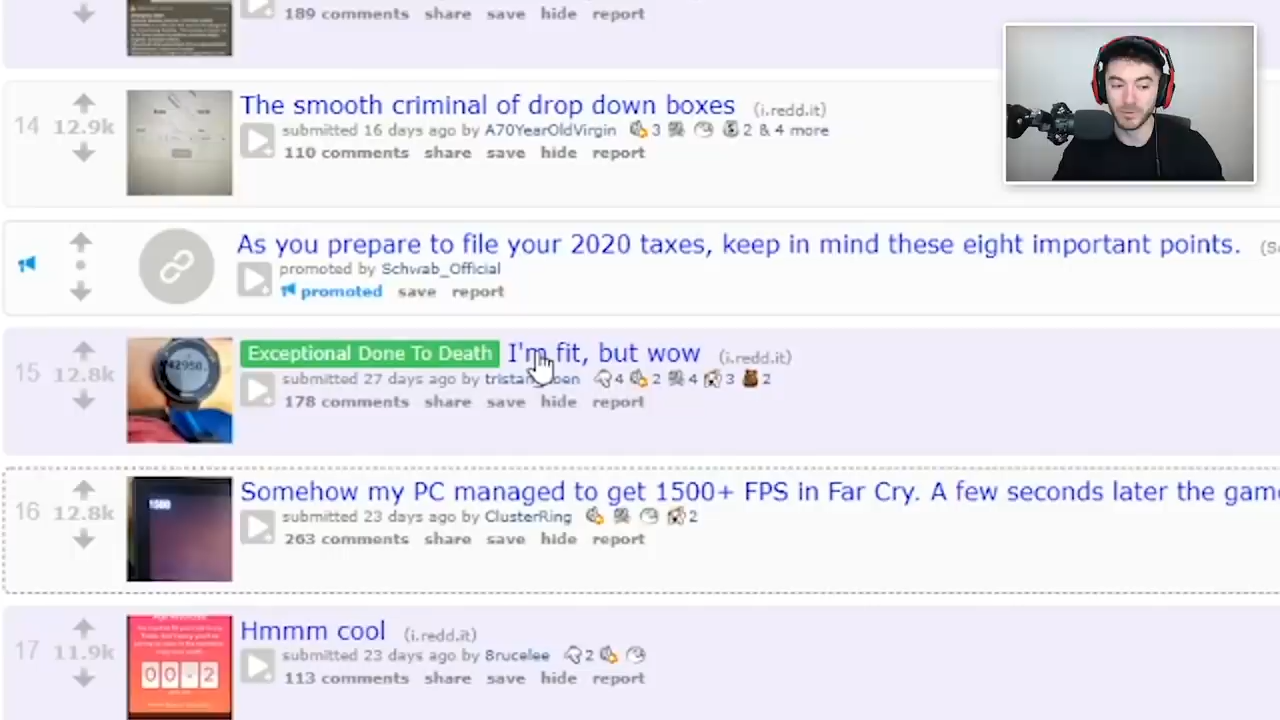 189 comments share save hide report
14
12.9k
The smooth criminal of drop down boxes (i.redd.it)
submitted 16 days ago by A70YearOldVirgin 3 2 & 4 more
110 comments share save hide report
As you prepare to file your 2020 taxes, keep in mind these eight important points.
promoted by Schwab_Official
promoted save report
15
12.8k
Exceptional Done To Death I'm fit, but wow (i.redd.it)
submitted 27 days ago by 4 2 4 3 2
178 comments share save hide report
42950
16
12.8k
Somehow my PC managed to get 1500+ FPS in Far Cry. A few seconds later the
submitted 23 days ago by ClusterRing 2
263 comments share save hide report
1500
17
11.9k
Hmmm cool (i.redd.it)
submitted 23 days ago by 8rucelee 2
113 comments share save hide report
00-2